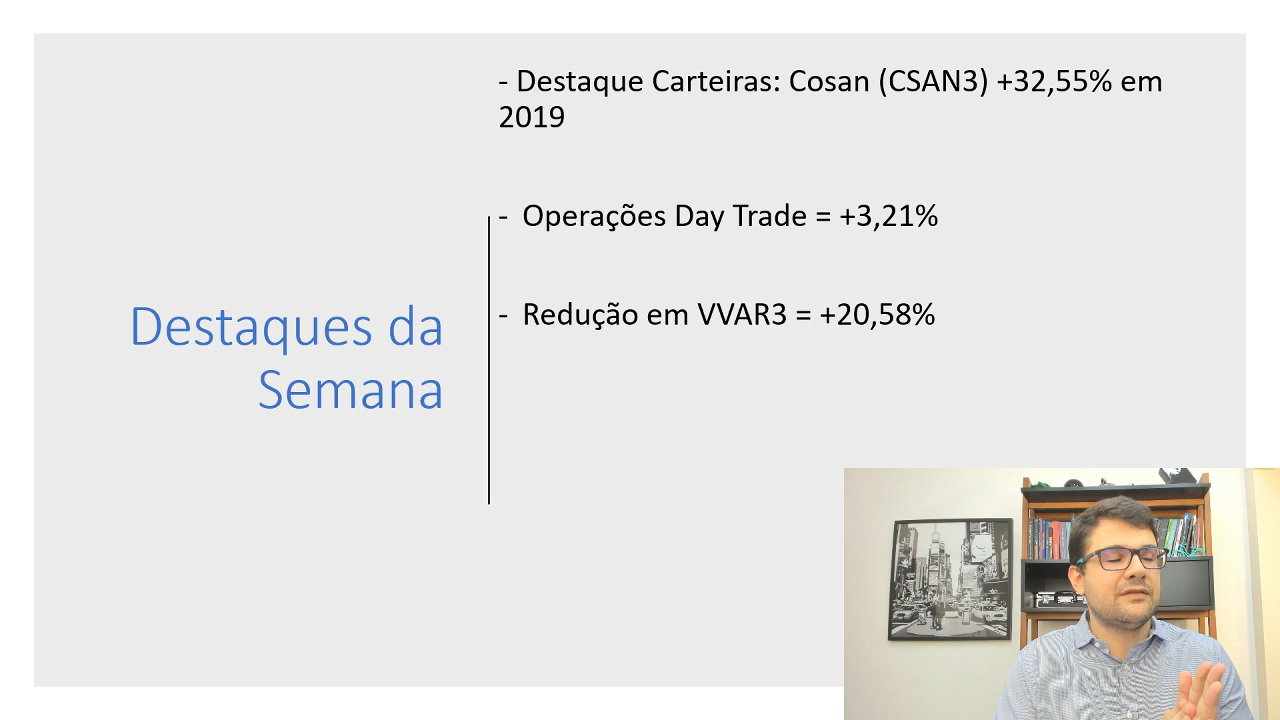 - Destaque Carteiras: Cosan (CSAN3) +32,55% em
2019
- Operações Day Trade = +3,21%
- Redução em VVAR3 = +20,58%
Destaques da
Semana